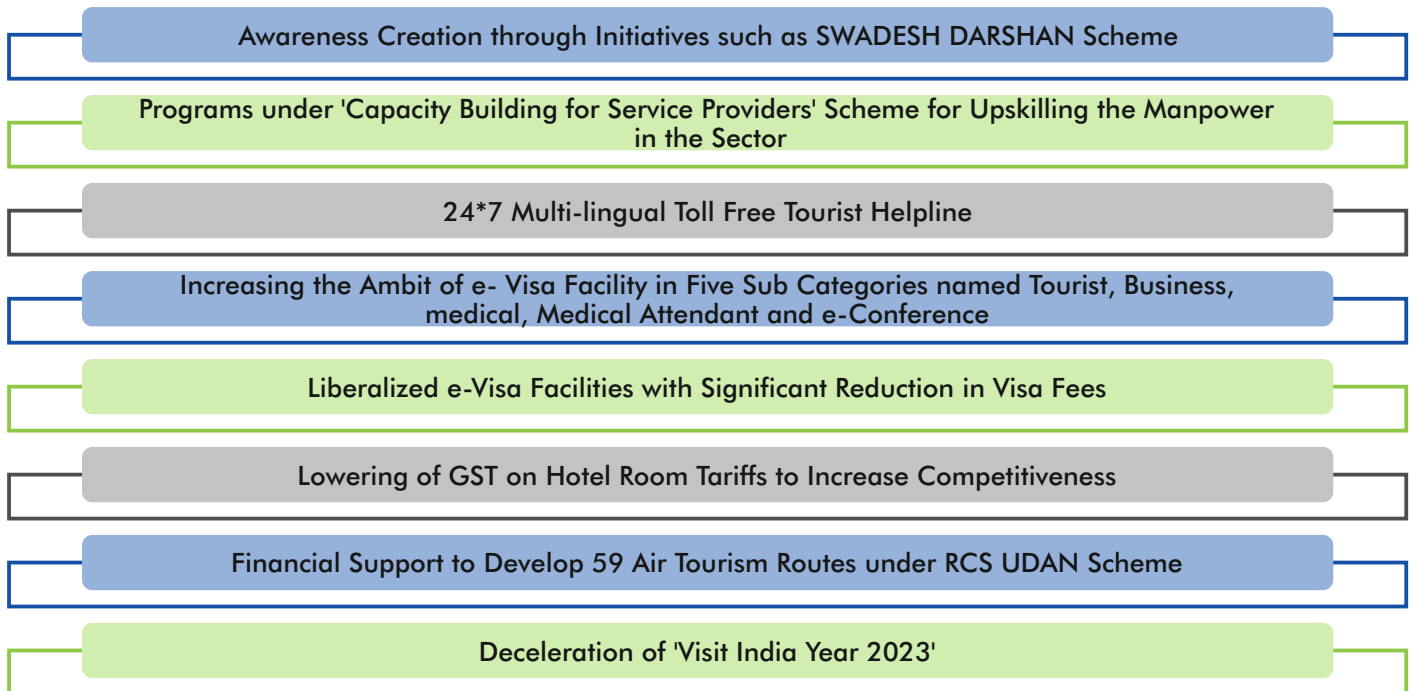 Awareness Creation through Initiatives such as SWADESH DARSHAN Scheme
Programs under 'Capacity Building for Service Providers' Scheme for Upskilling the Manpower
in the Sector
24*7 Multi-lingual Toll Free Tourist Helpline
Increasing the Ambit of e- Visa Facility in Five Sub Categories named Tourist, Business,
medical, Medical Attendant and e-Conference
Liberalized e-Visa Facilities with Significant Reduction in Visa Fees
Lowering of GST on Hotel Room Tariffs to Increase Competitiveness
Financial Support to Develop 59 Air Tourism Routes under RCS UDAN Scheme
Deceleration of 'Visit India Year 2023'